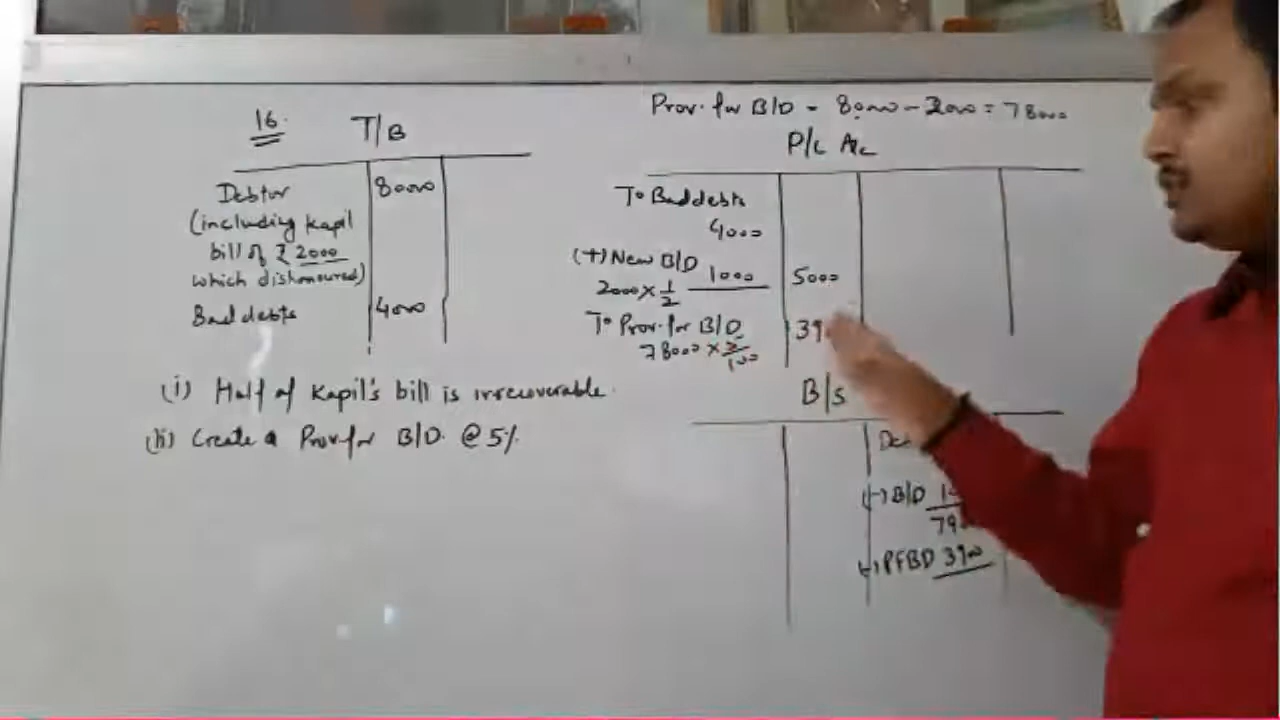 16.
T/B
Debtor 80000
(including Kapil
bill of ₹ 2000
which dishonoured)
Bad debts 4000
(i) Half of Kapil's bill is irrecoverable.
(ii) Create a Prov. for B/D. @ 5%
Prov. for B/D - 80000 - 2000 = 78000
P/L A/c
To Bad debts
4000
(+) New B/D 1000 5000
2000 × 1/2
To Prov. for B/D
78000 × 5/100
B/S
(-) B/D
(-) PFBD 3900